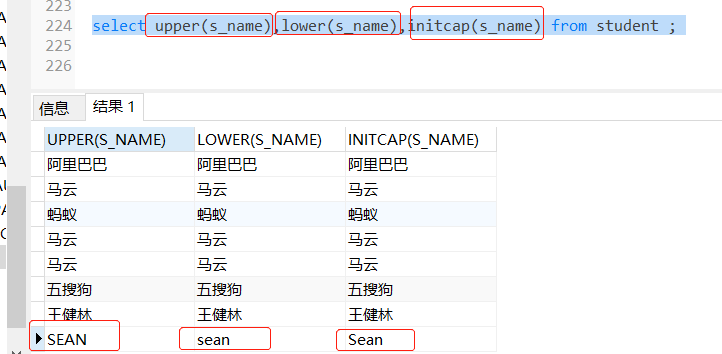 223
224 select upper(s_name),lower(s_name),initcap(s_name) from student ;
225
226
信息 结果 1
UPPER(S_NAME) LOWER(S_NAME) INITCAP(S_NAME)
阿里巴巴 阿里巴巴 阿里巴巴
马云 马云 马云
蚂蚁 蚂蚁 蚂蚁
马云 马云 马云
马云 马云 马云
五搜狗 五搜狗 五搜狗
王健林 王健林 王健林
SEAN sean Sean